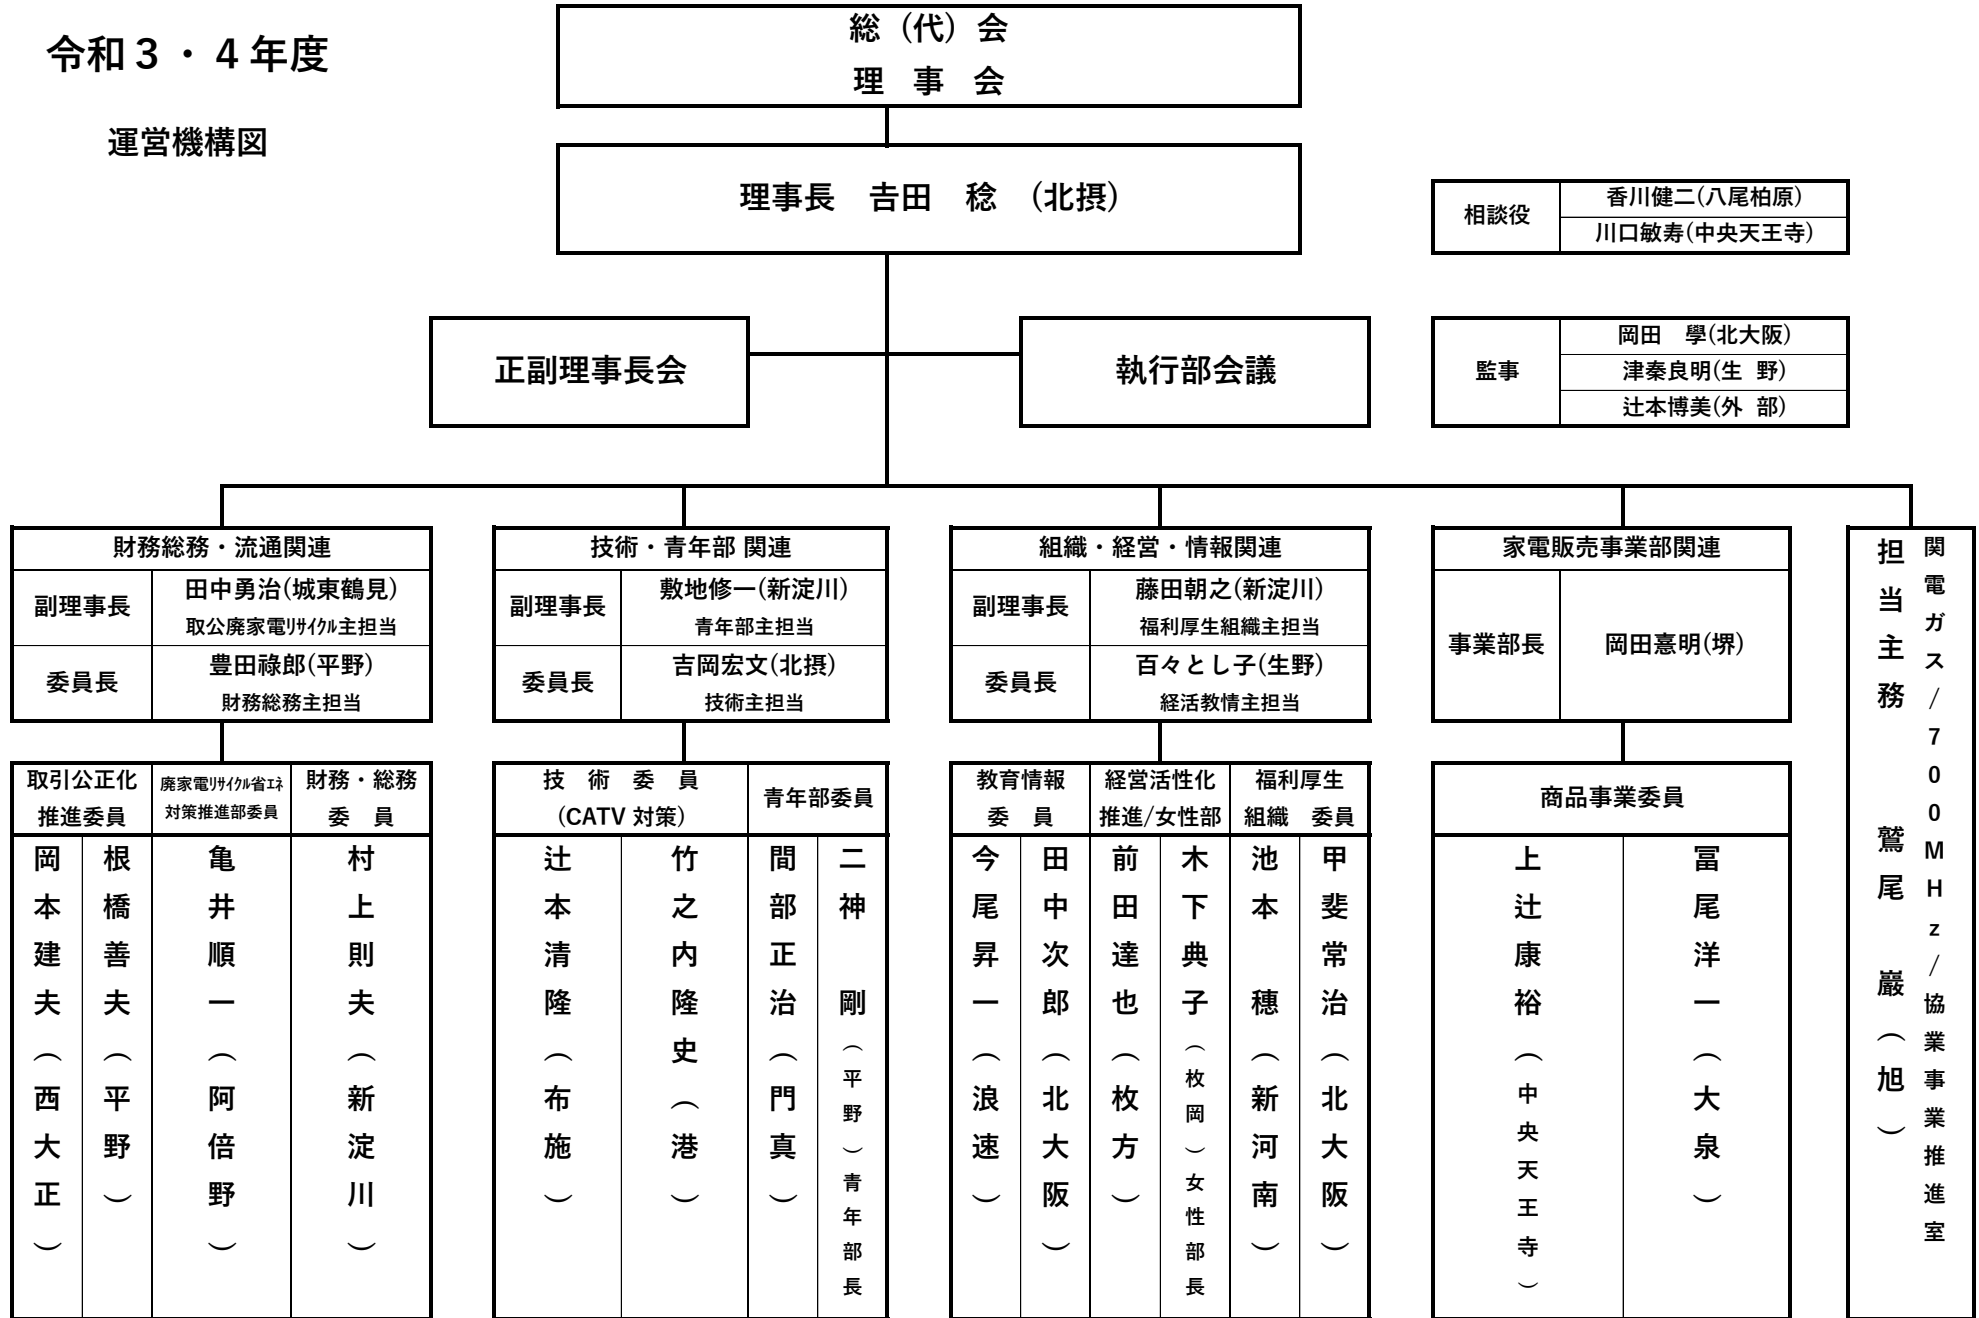 令和３・４年度
運営機構図
総（代）会
理　事　会
理事長　吉田　稔　(北摂)
相談役
香川健二(八尾柏原)
川口敏寿(中央天王寺)
正副理事長会
執行部会議
監事
岡田　學(北大阪)
津秦良明(生 野)
辻本博美(外 部)
財務総務・流通関連
副理事長
田中勇治(城東鶴見)
取公廃家電ﾘｻｲｸﾙ主担当
委員長
豊田祿郎(平野)
財務総務主担当
技術・青年部 関連
副理事長
敷地修一(新淀川)
青年部主担当
委員長
吉岡宏文(北摂)
技術主担当
組織・経営・情報関連
副理事長
藤田朝之(新淀川)
福利厚生組織主担当
委員長
百々とし子(生野)
経活教情主担当
家電販売事業部関連
事業部長
岡田憙明(堺)
関電ガス/７００ＭＨｚ/協業事業推進室
担当主務　鷲尾　巖（旭）
取引公正化
推進委員
廃家電ﾘｻｲｸﾙ省ｴﾈ
対策推進部委員
財務・総務
委　員
岡本建夫（西大正）
根橋善夫（平野）
亀井順一（阿倍野）
村上則夫（新淀川）
技　術　委　員
(CATV 対策)
青年部委員
辻本清隆（布施）
竹之内隆史（港）
間部正治（門真）
二神　剛（平野）青年部長
教育情報
委　員
経営活性化
推進/女性部
福利厚生
組織　委員
今尾昇一（浪速）
田中次郎（北大阪）
前田達也（枚方）
木下典子（枚岡）女性部長
池本　穗（新河南）
甲斐常治（北大阪）
商品事業委員
上辻康裕（中央天王寺）
冨尾洋一（大泉）